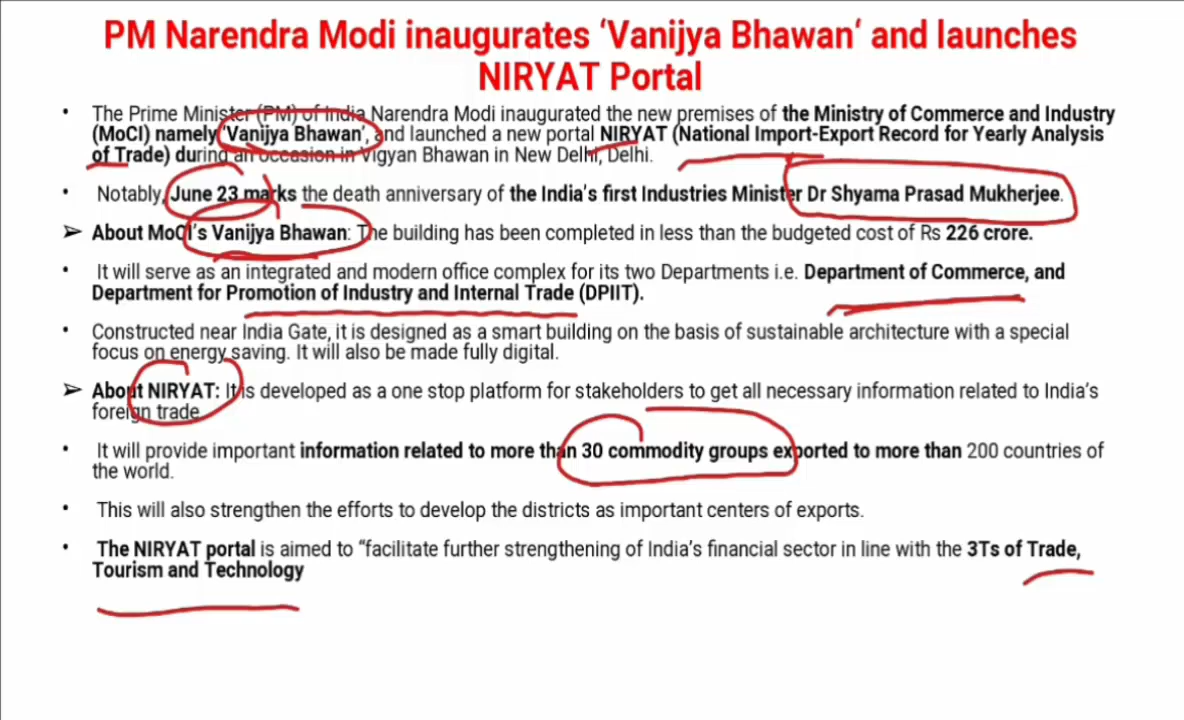 PM Narendra Modi inaugurates ‘Vanijya Bhawan‘ and launches
NIRYAT Portal
• The Prime Minister (PM) of India Narendra Modi inaugurated the new premises of the Ministry of Commerce and Industry
(MoCI) namely ‘Vanijya Bhawan’, and launched a new portal NIRYAT (National Import-Export Record for Yearly Analysis
of Trade) during an occasion in Vigyan Bhawan in New Delhi, Delhi.
• Notably, June 23 marks the death anniversary of the India’s first Industries Minister Dr Shyama Prasad Mukherjee.
➢ About MoCI’s Vanijya Bhawan: The building has been completed in less than the budgeted cost of Rs 226 crore.
• It will serve as an integrated and modern office complex for its two Departments i.e. Department of Commerce, and
Department for Promotion of Industry and Internal Trade (DPIIT).
• Constructed near India Gate, it is designed as a smart building on the basis of sustainable architecture with a special
focus on energy saving. It will also be made fully digital.
➢ About NIRYAT: It is developed as a one stop platform for stakeholders to get all necessary information related to India’s
foreign trade.
• It will provide important information related to more than 30 commodity groups exported to more than 200 countries of
the world.
• This will also strengthen the efforts to develop the districts as important centers of exports.
• The NIRYAT portal is aimed to “facilitate further strengthening of India’s financial sector in line with the 3Ts of Trade,
Tourism and Technology